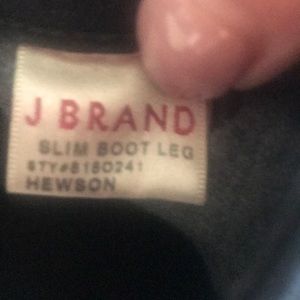 J BRAND
SLIM BOOT LEG
STY#8180241
HEWSON